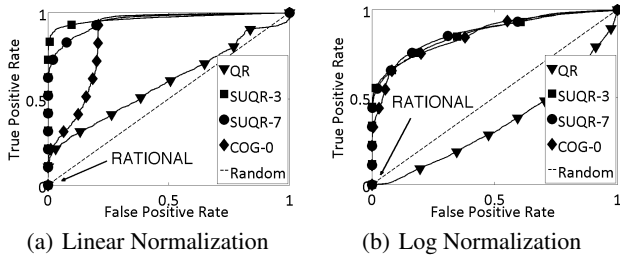 1
True Positive Rate
0.5
0
QR
SUQR-3
SUQR-7
COG-0
Random
RATIONAL
0.5
1
False Positive Rate
(a) Linear Normalization
1
True Positive Rate
0.5
0
QR
SUQR-3
SUQR-7
COG-0
Random
RATIONAL
0
0.5
1
False Positive Rate
(b) Log Normalization